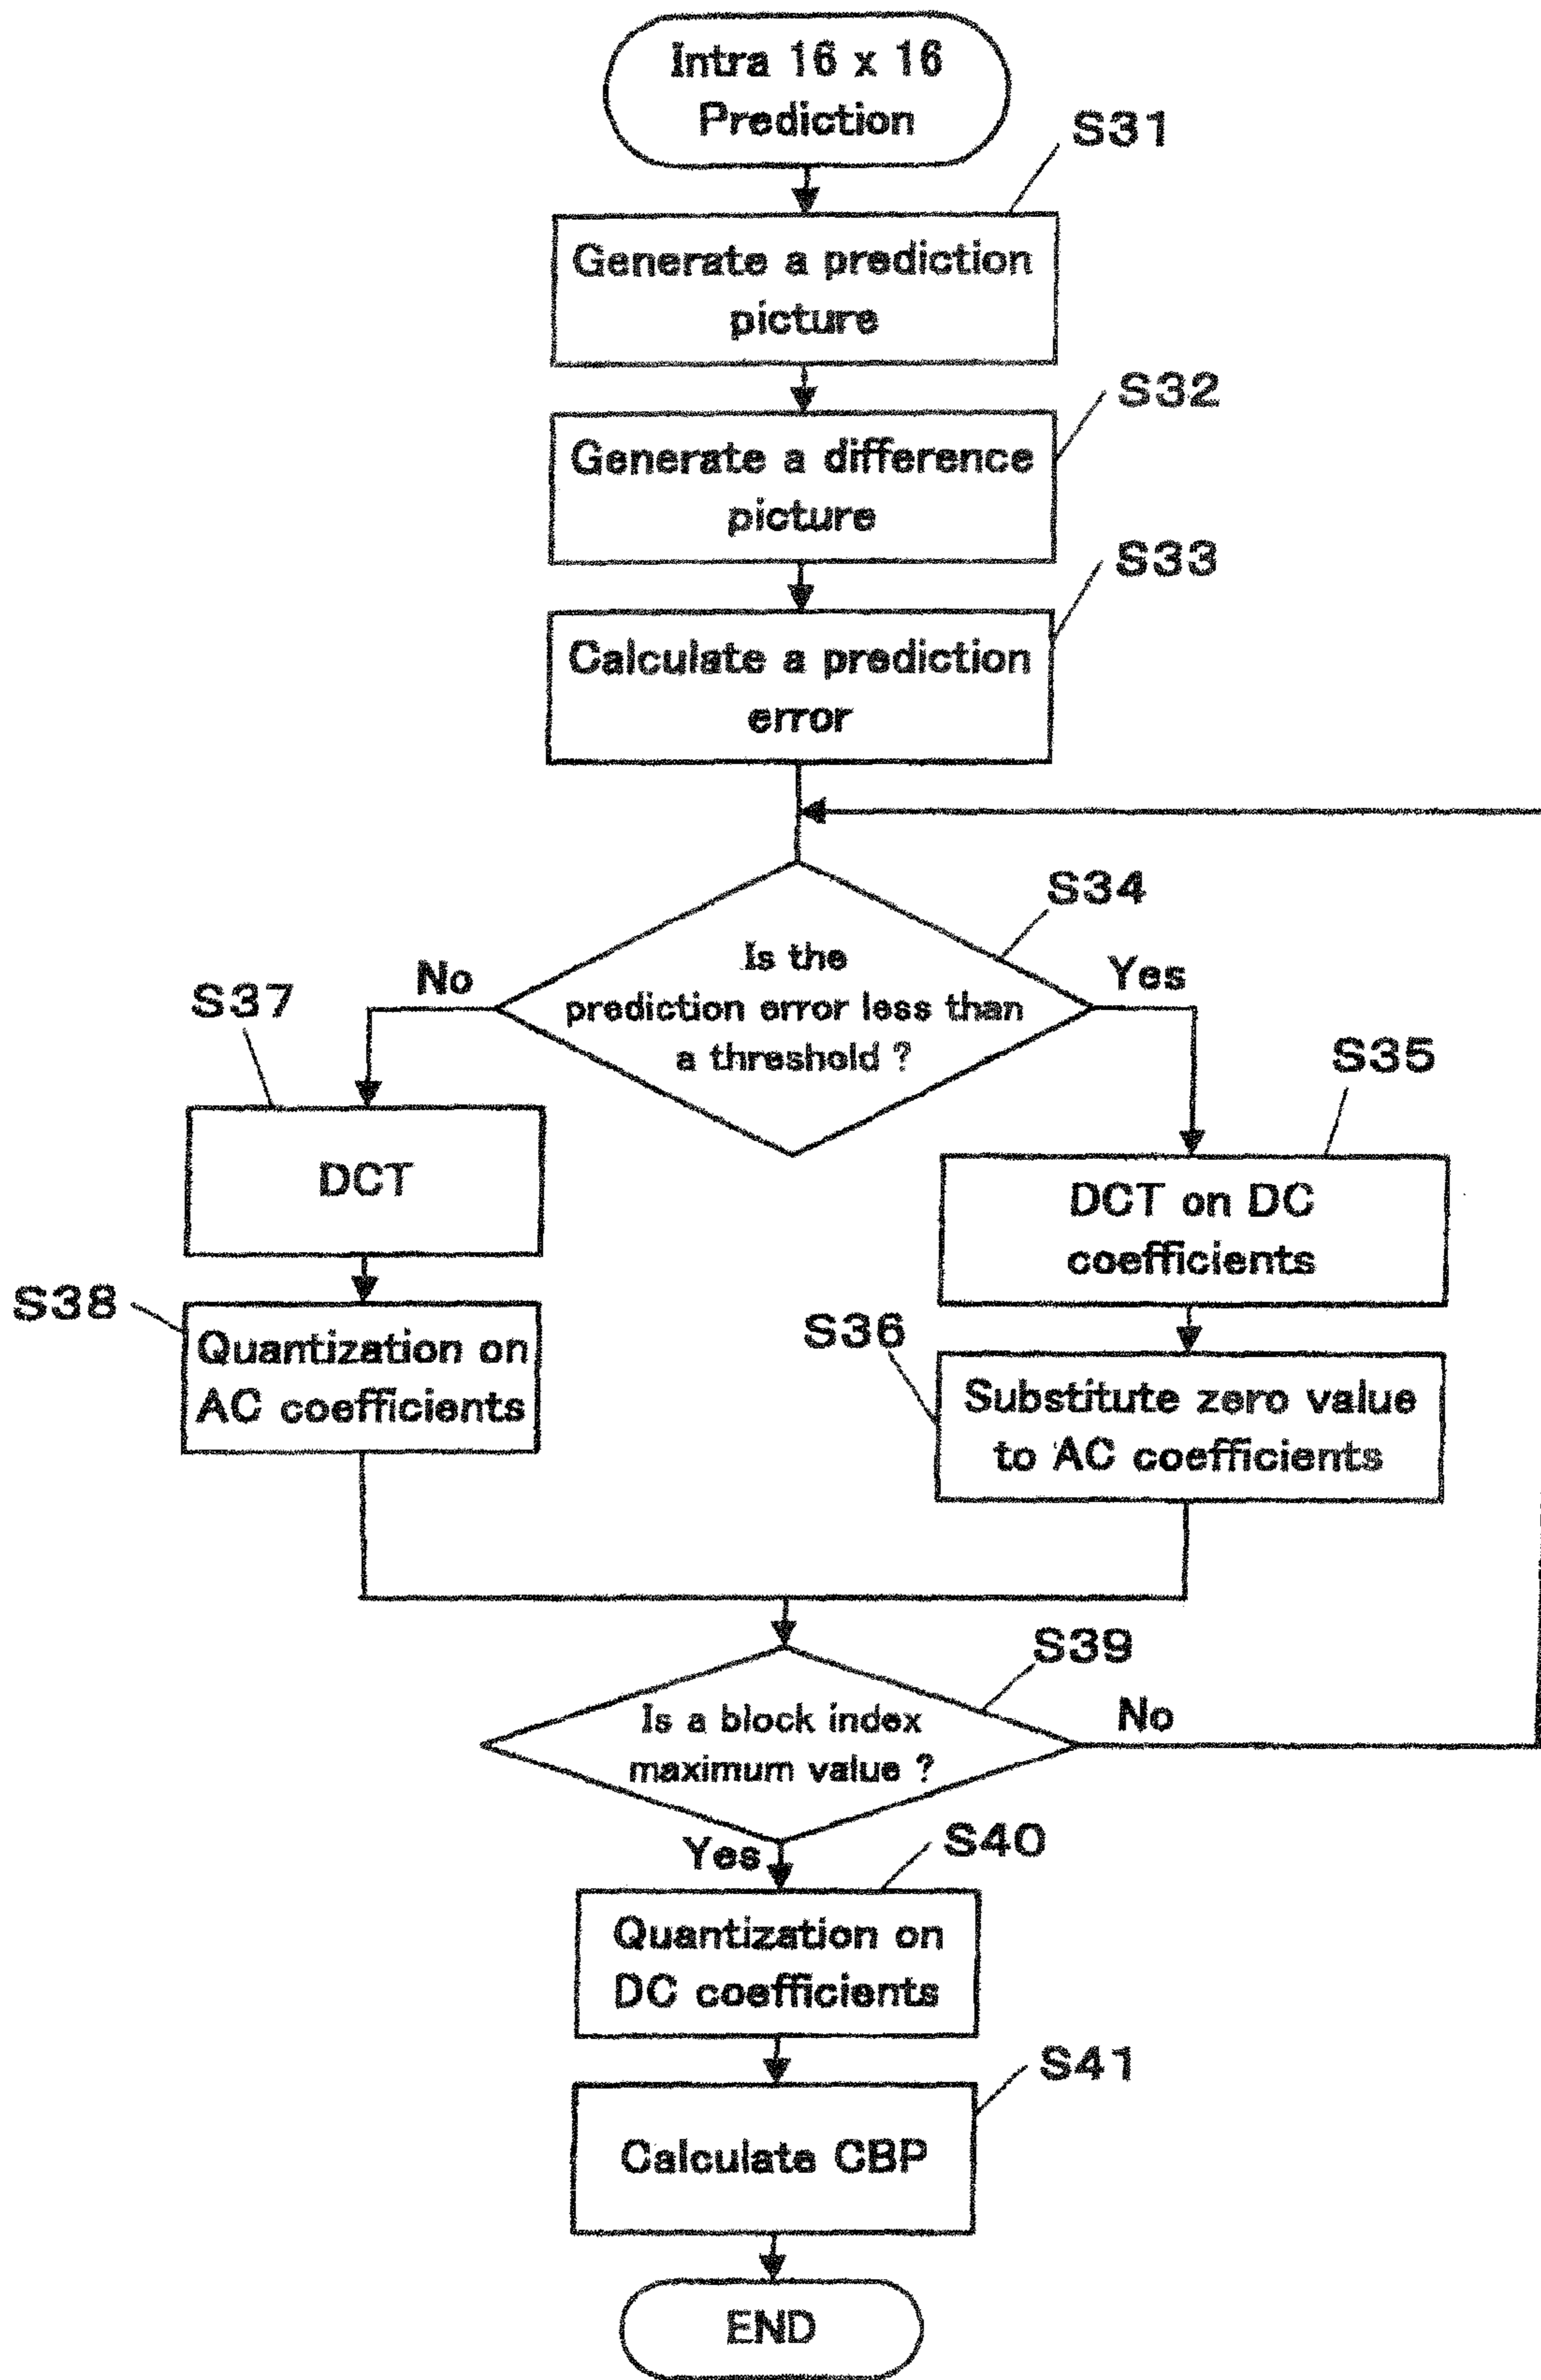 Intra 16 x 16
Prediction
S31
Generate a prediction
picture
S32
Generate a difference
picture
S33
Calculate a prediction
error
S34
Is the
prediction error less than
a threshold ?
No
Yes
S37
DCT
S35
DCT on DC
coefficients
S38
Quantization on
AC coefficients
S36
Substitute zero value
to AC coefficients
S39
Is a block index
maximum value ?
No
Yes
S40
Quantization on
DC coefficients
S41
Calculate CBP
END